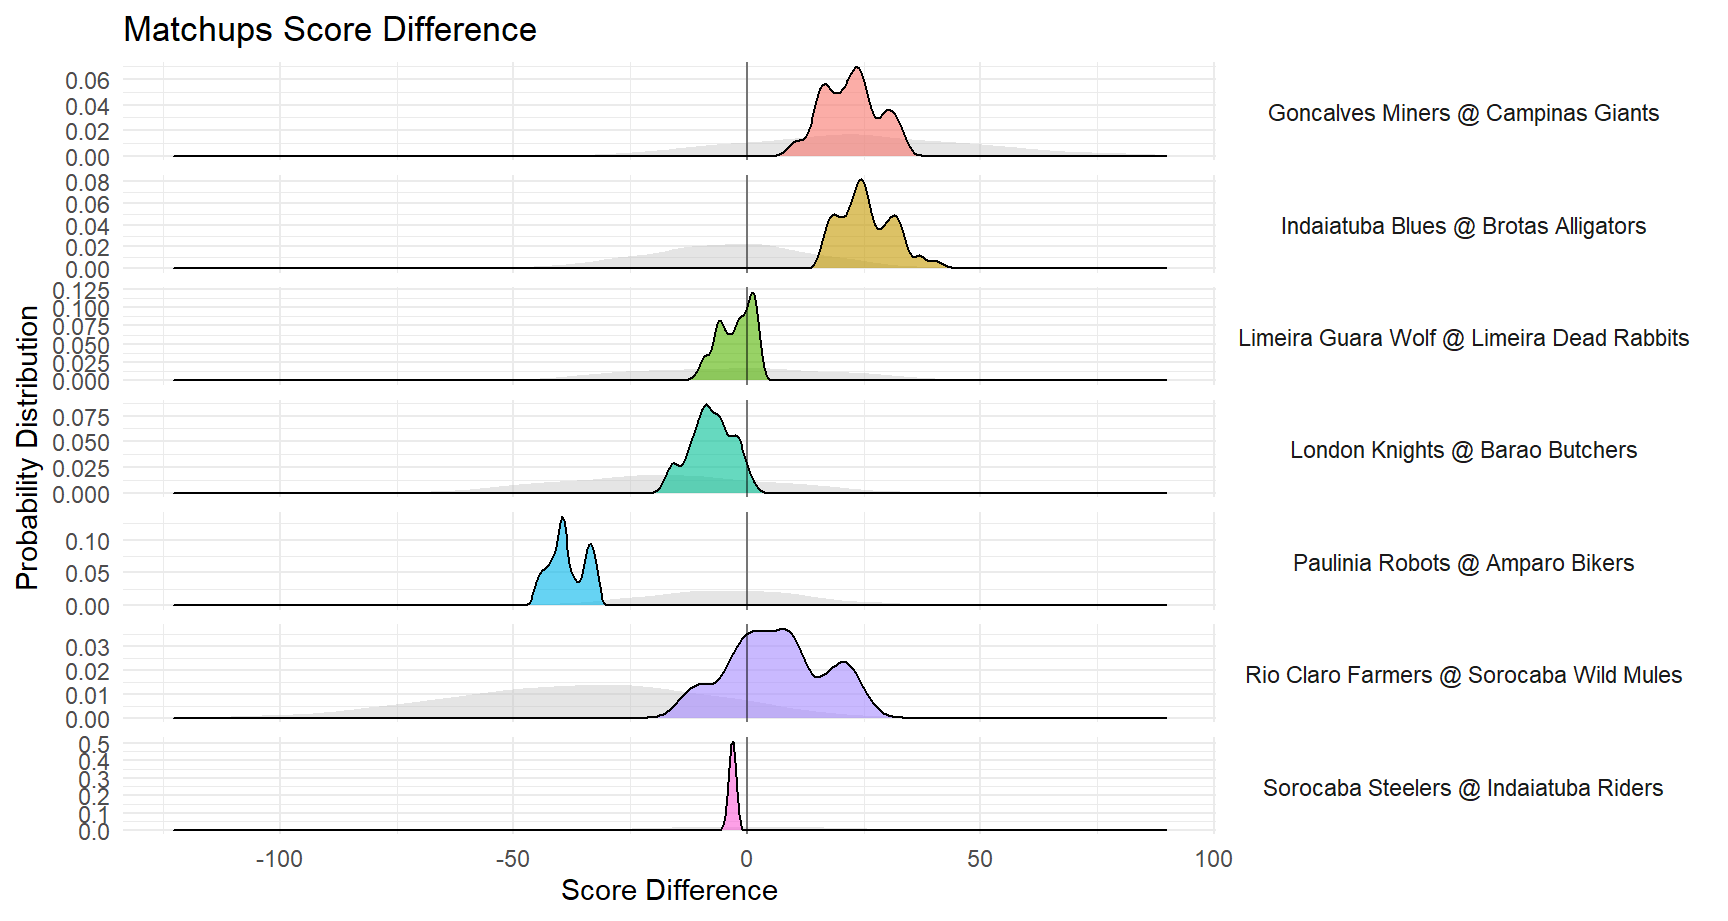 Matchups Score Difference
0.06
0.04
0.02
0.00
Goncalves Miners @ Campinas Giants
0.08
0.06
0.04
0.02
0.00
Indaiatuba Blues @ Brotas Alligators
0.125
0.100
0.075
0.050
0.025
0.000
Limeira Guara Wolf @ Limeira Dead Rabbits
0.075
0.050
0.025
0.000
London Knights @ Barao Butchers
0.10
0.05
0.00
Paulinia Robots @ Amparo Bikers
0.03
0.02
0.01
0.00
Rio Claro Farmers @ Sorocaba Wild Mules
0.5
0.4
0.3
0.2
0.1
0.0
Sorocaba Steelers @ Indaiatuba Riders
Probability Distribution
-100 -50 0 50 100
Score Difference